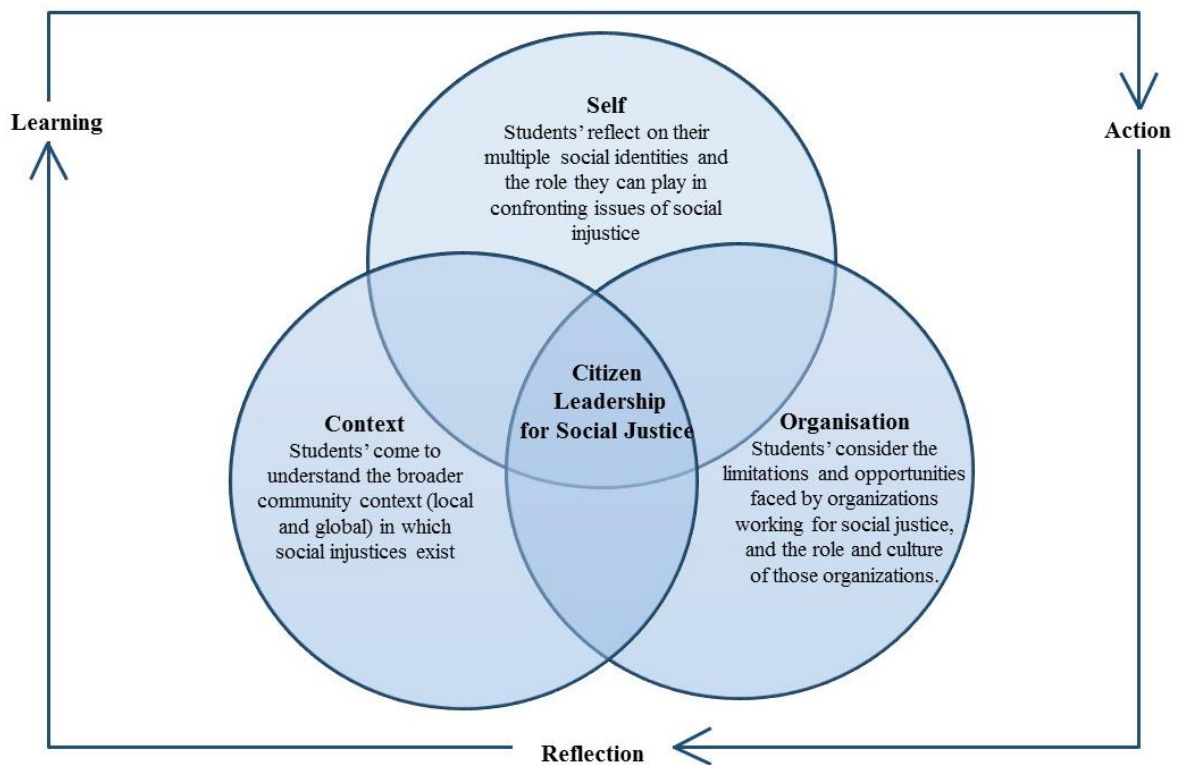 Learning
Action
Self
Students’ reflect on their
multiple social identities and
the role they can play in
confronting issues of social
injustice
Citizen
Leadership
for Social Justice
Context
Students’ come to
understand the broader
community context (local
and global) in which
social injustices exist
Organisation
Students’ consider the
limitations and opportunities
faced by organizations
working for social justice,
and the role and culture
of those organizations.
Reflection